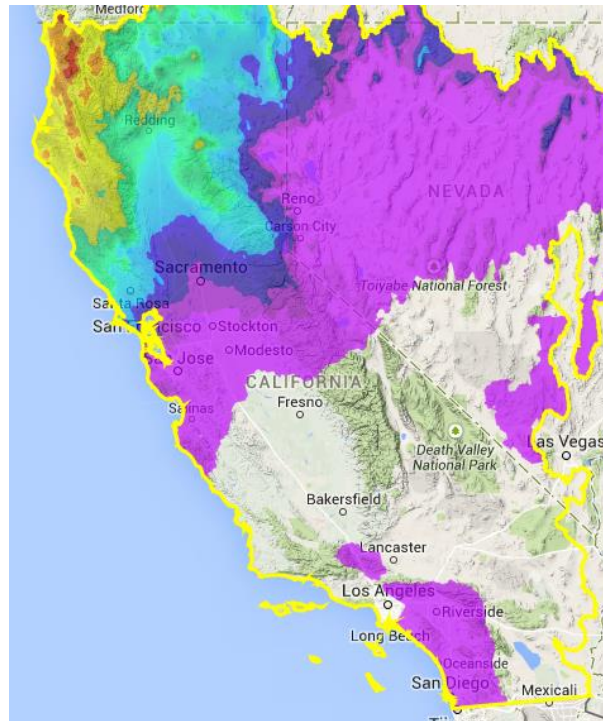 Medford
Redding
NEVADA
Reno
Carson City
Sacramento
Toiyabe National Forest
Santa Rosa
San Francisco
Stockton
San Jose
Modesto
CALIFORNIA
Salinas
Fresno
Las Vegas
Death Valley
National Park
Bakersfield
Lancaster
Los Angeles
Riverside
Long Beach
Oceanside
San Diego
Mexicali